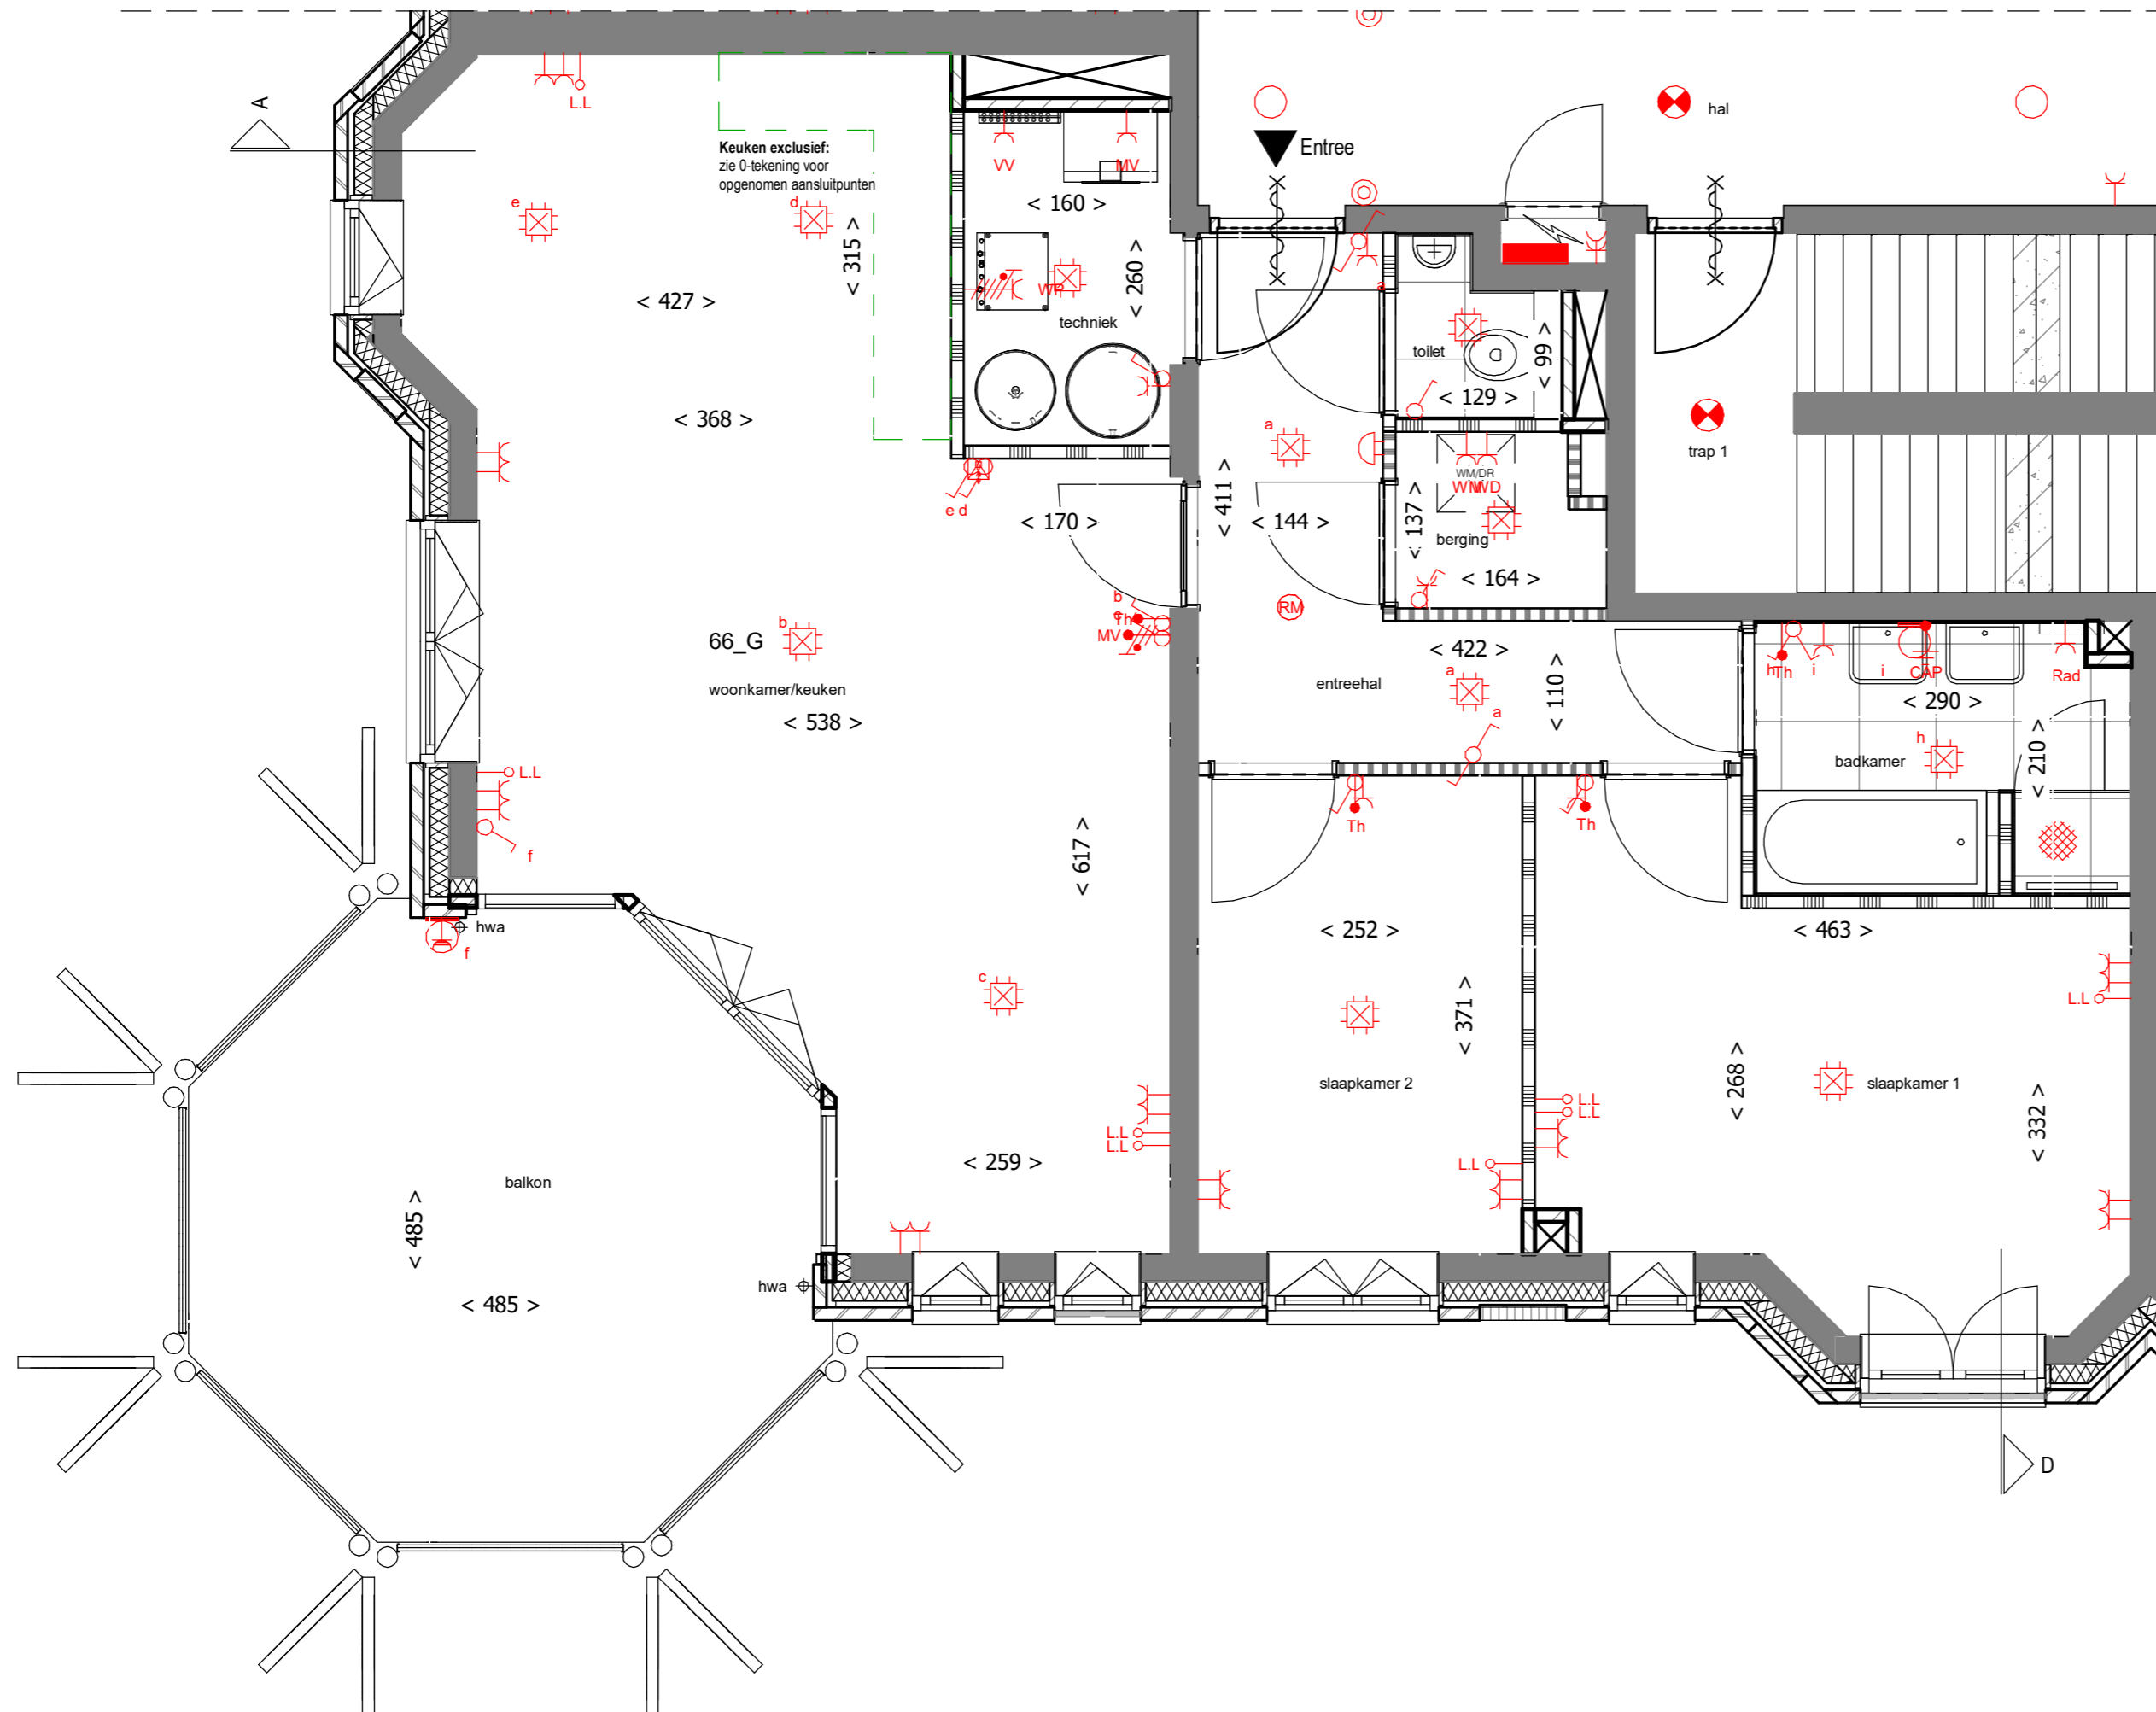 A
L.L
Keuken exclusief:
zie 0-tekening voor
opgenomen aansluitpunten
VV
MV
< 160 >
Entree
hal
e
d
< 315 >
< 427 >
< 260 >
WP
techniek
a
toilet
< 99 >
< 129 >
< 368 >
a
trap 1
WM/DR
WM
WD
e d
< 170 >
< 411 >
< 144 >
< 137 >
berging
< 164 >
b
Th
MV
RM
66_G
b
woonkamer/keuken
< 538 >
< 422 >
entreehal
a
< 110 >
a
h
Th
i
i
CAP
Rad
< 290 >
h
badkamer
< 210 >
L.L
f
< 617 >
Th
Th
hwa
f
< 252 >
< 463 >
c
< 371 >
L.L
< 268 >
slaapkamer 2
slaapkamer 1
< 332 >
L.L
L.L
L.L
L.L
< 259 >
L.L
balkon
< 485 >
hwa
< 485 >
D